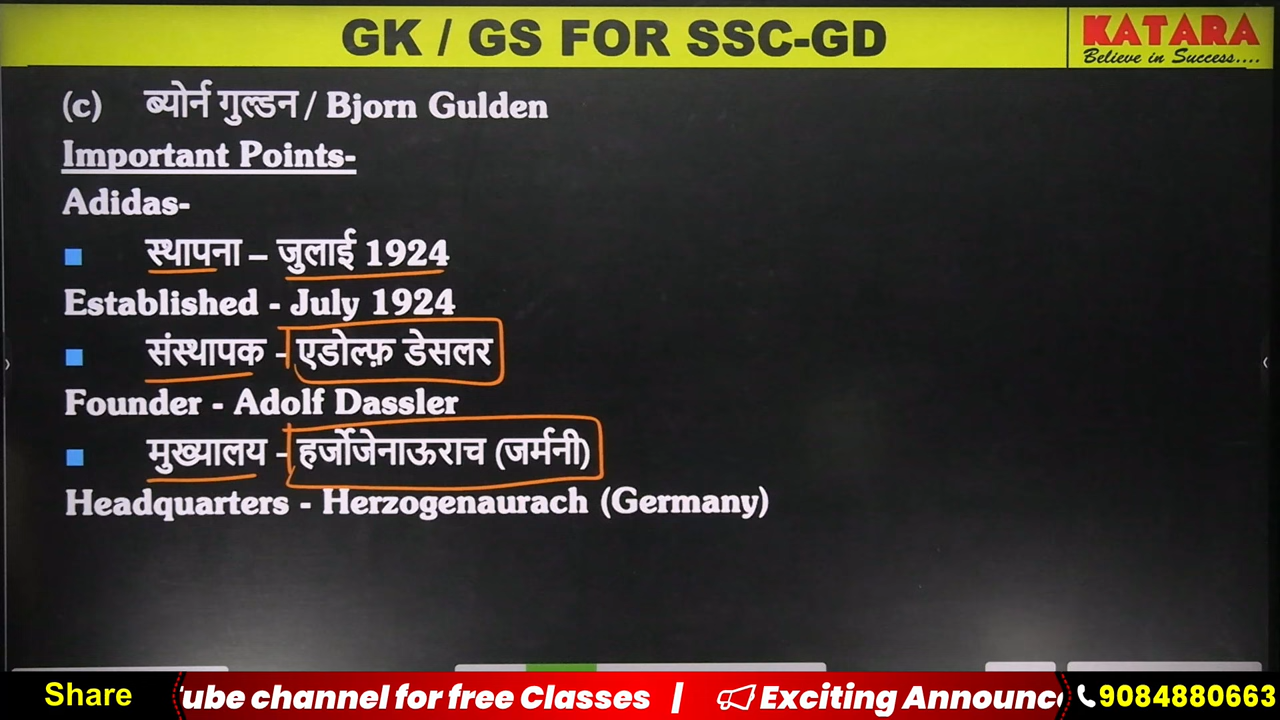 GK / GS FOR SSC-GD
KATARA
Believe in Success....
(c) ब्योर्न गुल्डन / Bjorn Gulden
Important Points-
Adidas-
स्थापना – जुलाई 1924
Established - July 1924
संस्थापक - एडोल्फ़ डेसलर
Founder - Adolf Dassler
मुख्यालय - हर्जोजेनाऊराच (जर्मनी)
Headquarters - Herzogenaurach (Germany)
Share
ube channel for free Classes | Exciting Announc
9084880663